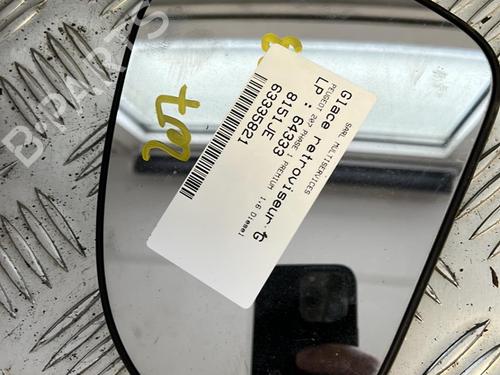 SARL MULTISERVICES
Glace retroviseur G
PEUGEOT 207 PHASE 1 PREMIUM 1.6 Diesel
LP : 64333
8151JE
63335821
207
B-PARTS